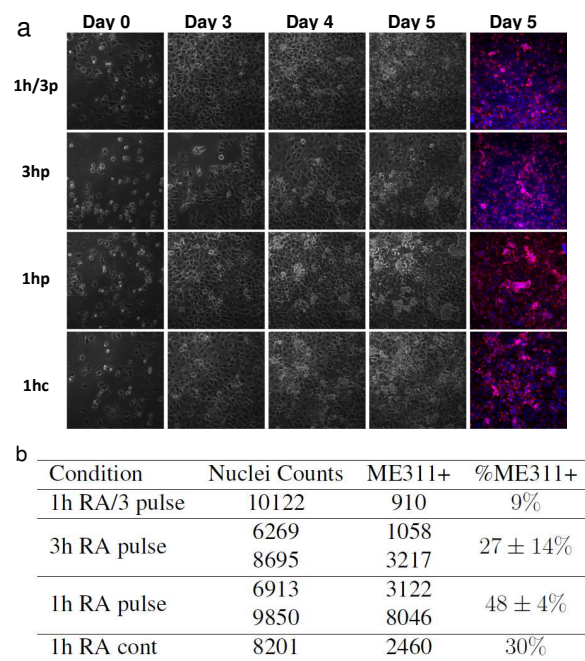 a
Day 0 Day 3 Day 4 Day 5 Day 5
1h/3p
3hp
1hp
1hc
b
Condition Nuclei Counts ME311+ %ME311+
1h RA/3 pulse 10122 910 9%
3h RA pulse 6269 1058 27 ± 14%
8695 3217
1h RA pulse 6913 3122 48 ± 4%
9850 8046
1h RA cont 8201 2460 30%